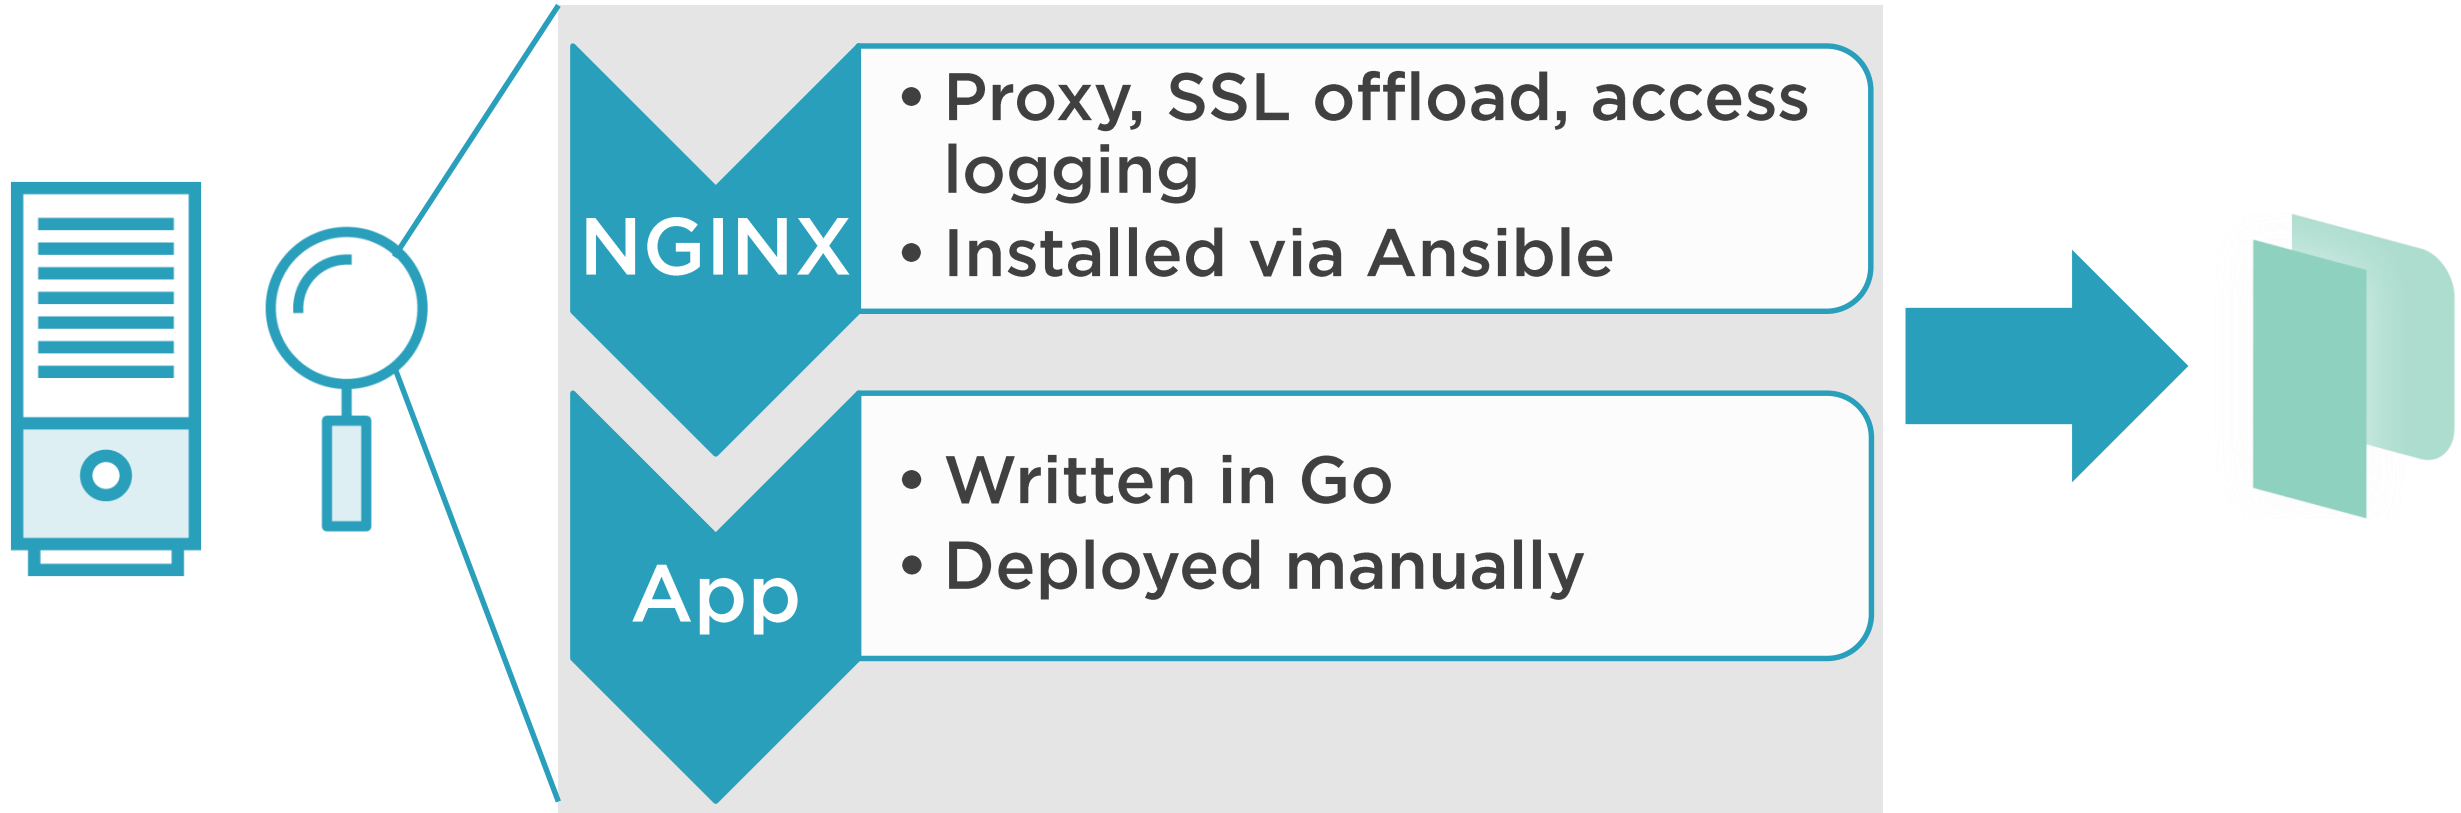 NGINX
• Proxy, SSL offload, access
logging
• Installed via Ansible
App
• Written in Go
• Deployed manually